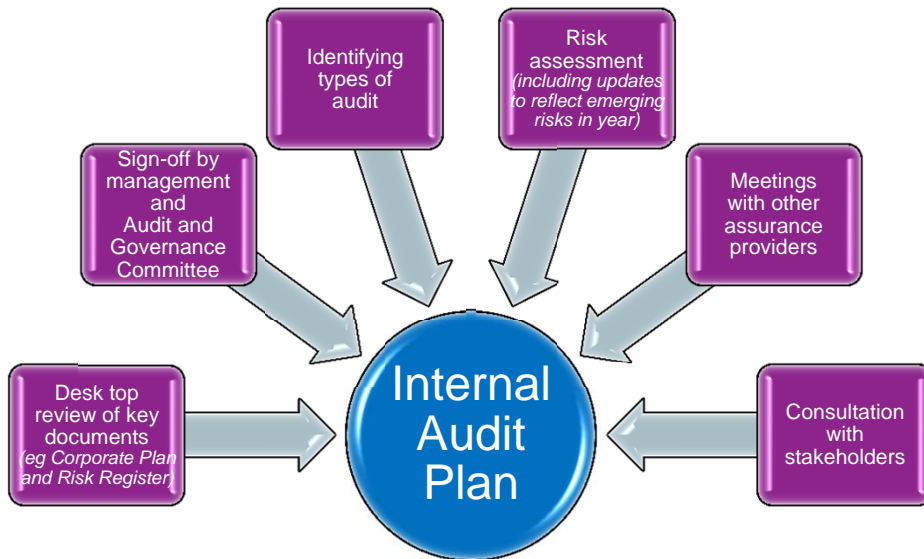 Desk top
review of key
documents
(eg Corporate Plan
and Risk Register)
Sign-off by
management
and
Audit and
Governance
Committee
Identifying
types of
audit
Risk
assessment
(including updates
to reflect emerging
risks in year)
Meetings
with other
assurance
providers
Consultation
with
stakeholders
Internal
Audit
Plan